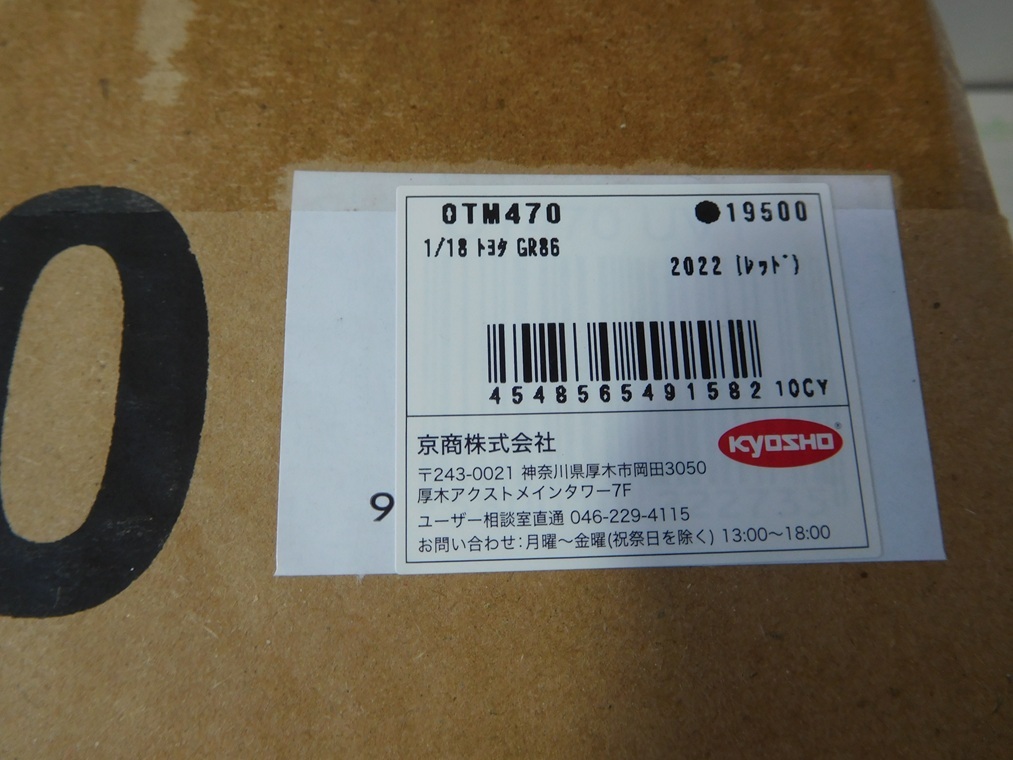 0
OTM470 ●19500
1/18 トヨタ GR86
2022 (レッド)
4548565491582 10CY
京商株式会社 KYOSHO®
〒243-0021 神奈川県厚木市岡田3050
厚木アクストメインタワー7F
ユーザー相談室直通 046-229-4115
お問い合わせ:月曜～金曜(祝祭日を除く) 13:00～18:00
9